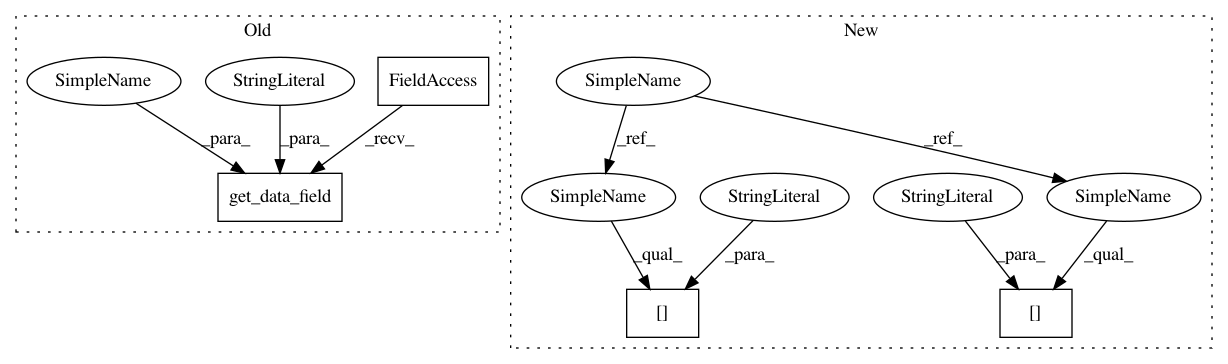 Old
New
SimpleName
StringLiteral
FieldAccess
SimpleName
_para_
_para_
_recv_
_ref_
_ref_
get_data_field
SimpleName
StringLiteral
StringLiteral
SimpleName
_qual_
_para_
_para_
_qual_
[]
[]